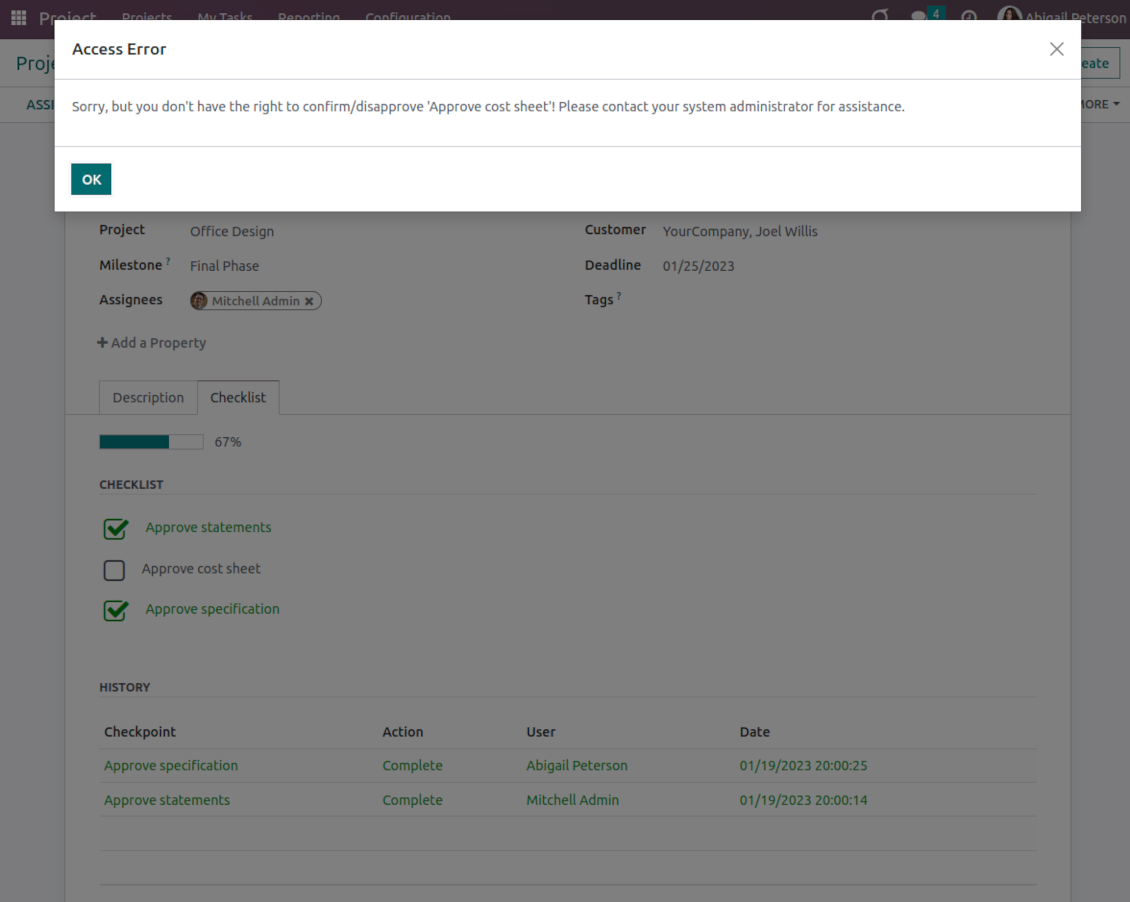 Project Projects My Tasks Reporting Configuration 4 Abigail Peterson
Access Error
Sorry, but you don't have the right to confirm/disapprove 'Approve cost sheet'! Please contact your system administrator for assistance.
OK
Project Office Design
Customer YourCompany, Joel Willis
Milestone ? Final Phase
Deadline 01/25/2023
Assignees Mitchell Admin
Tags ?
Add a Property
Description Checklist
67%
CHECKLIST
Approve statements
Approve cost sheet
Approve specification
HISTORY
Checkpoint Action User Date
Approve specification Complete Abigail Peterson 01/19/2023 20:00:25
Approve statements Complete Mitchell Admin 01/19/2023 20:00:14